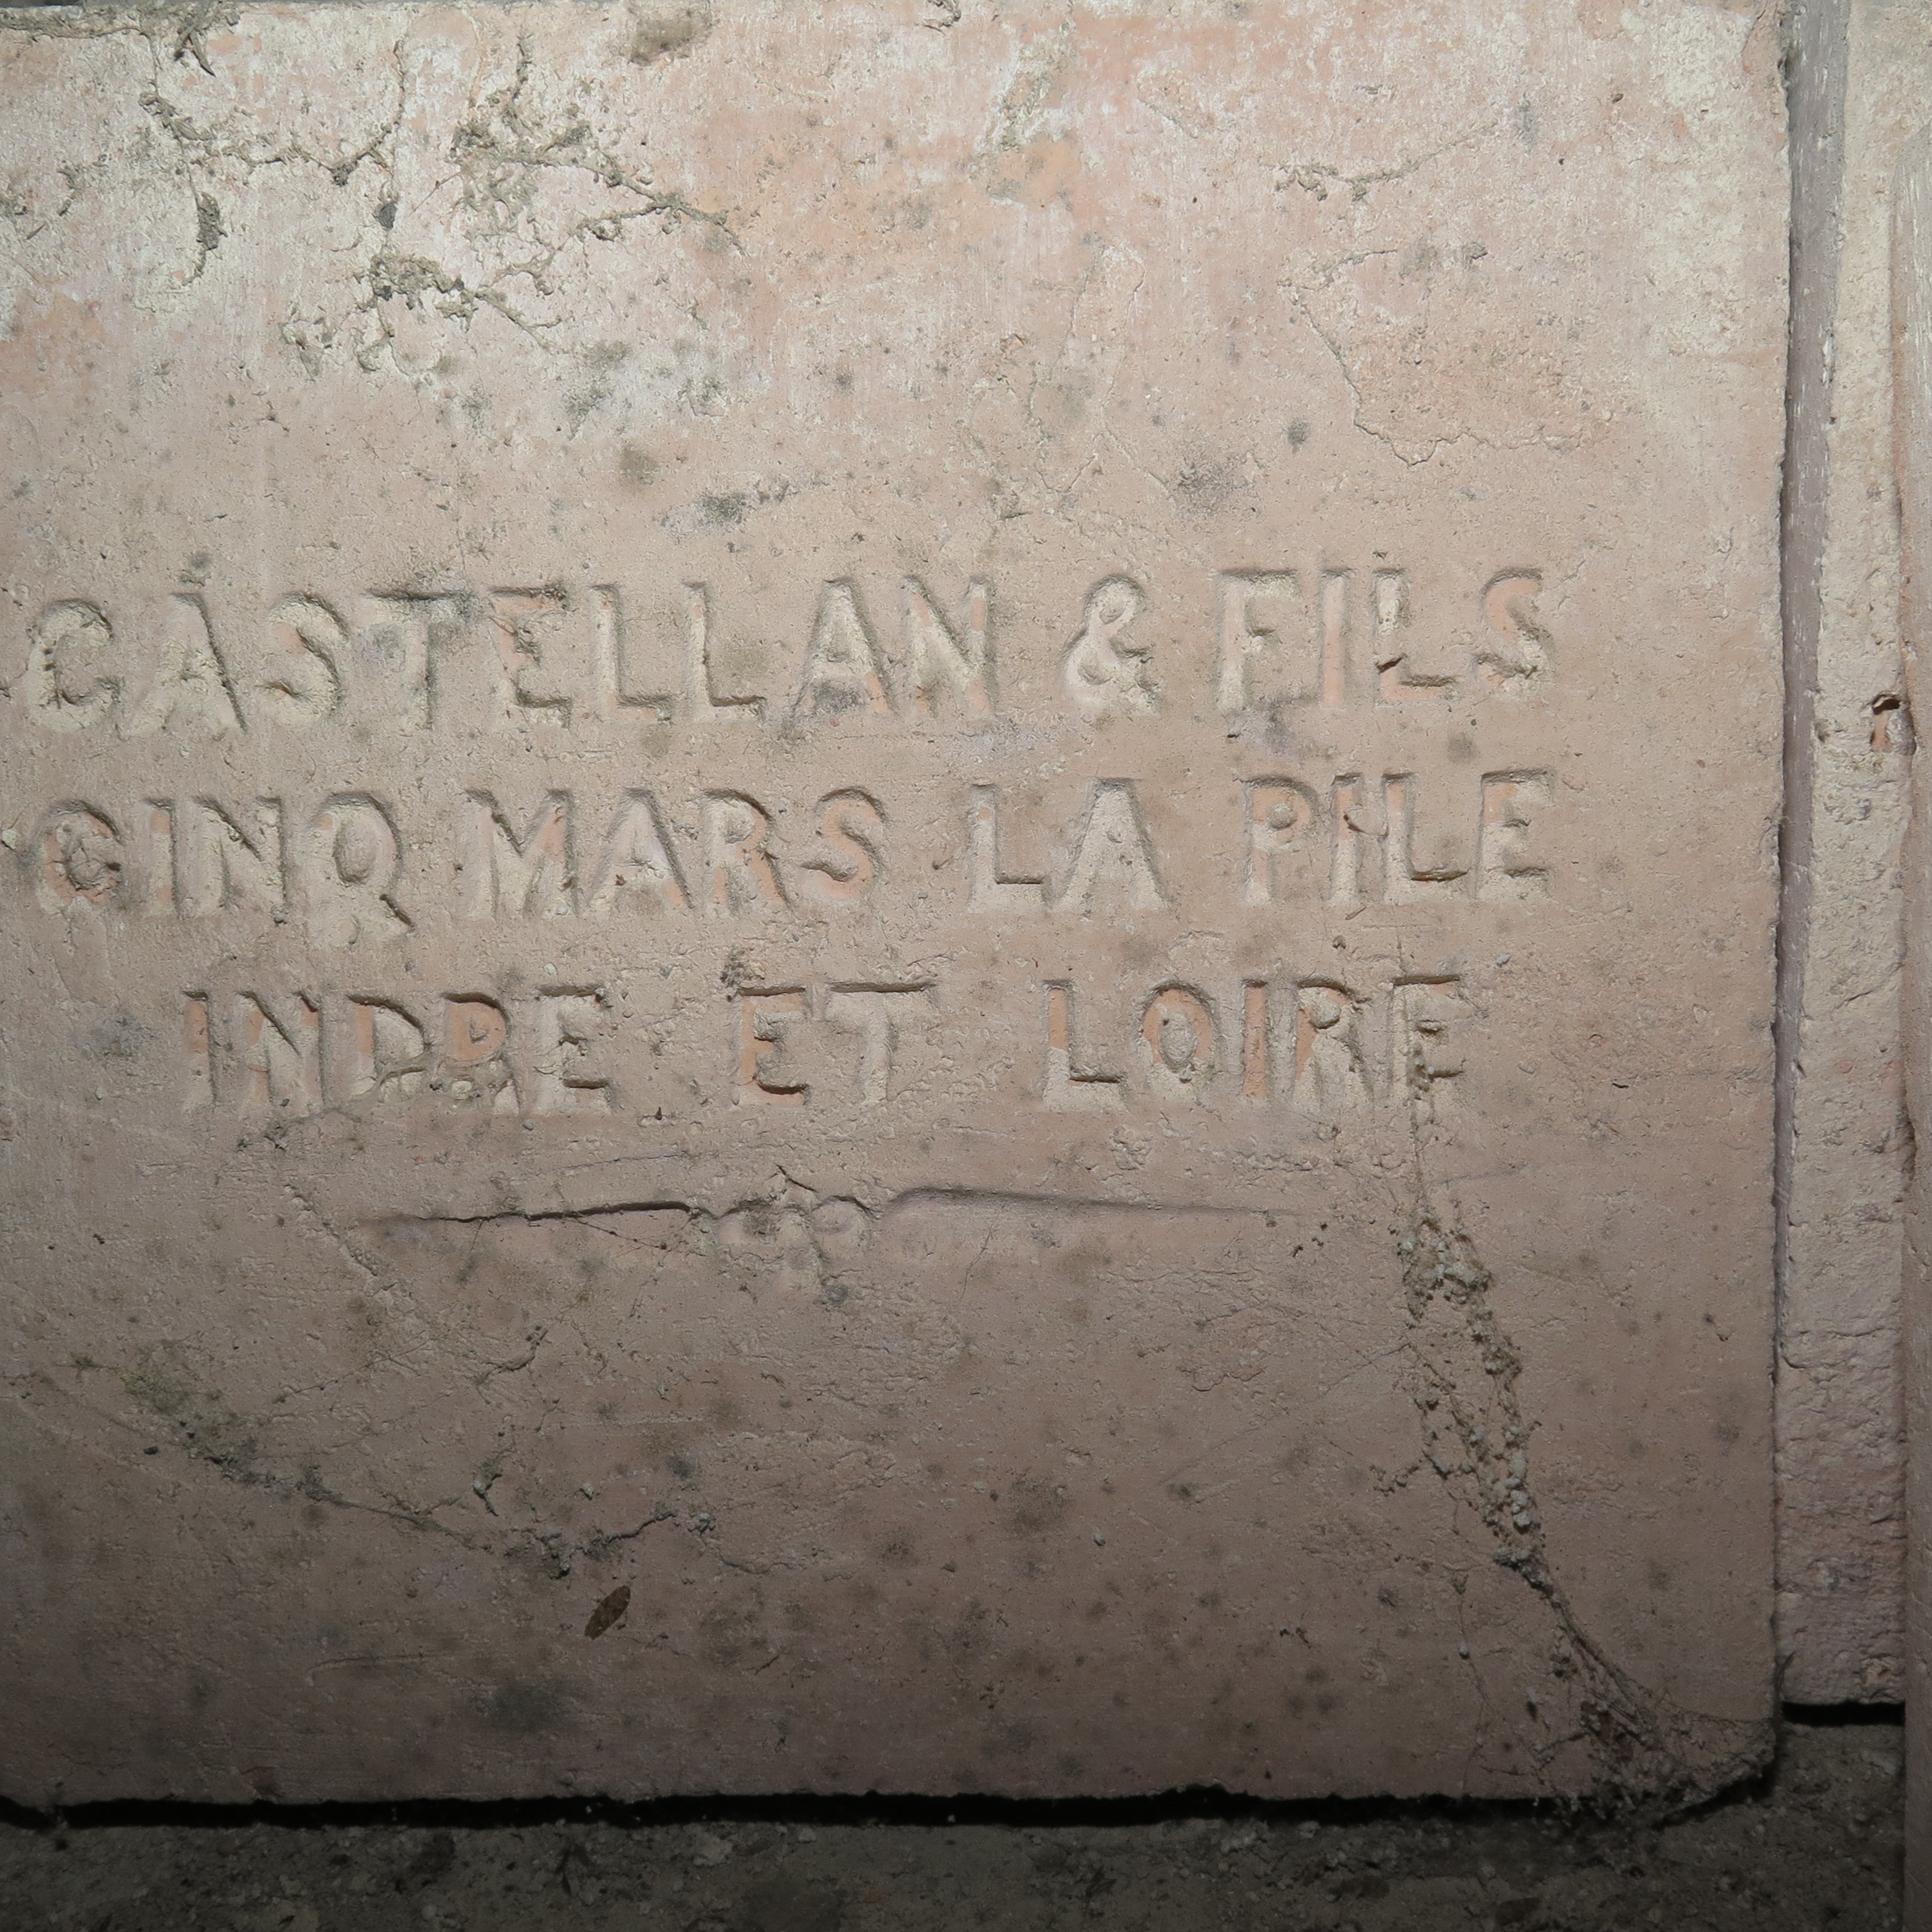 CASTELLAN & FILS
CINQ MARS LA PILE
INDRE ET LOIRE